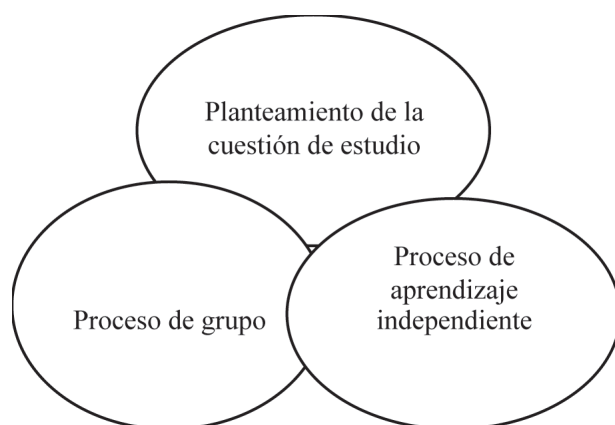 Planteamiento de la
cuestión de estudio
Proceso de grupo
Proceso de
aprendizaje
independiente